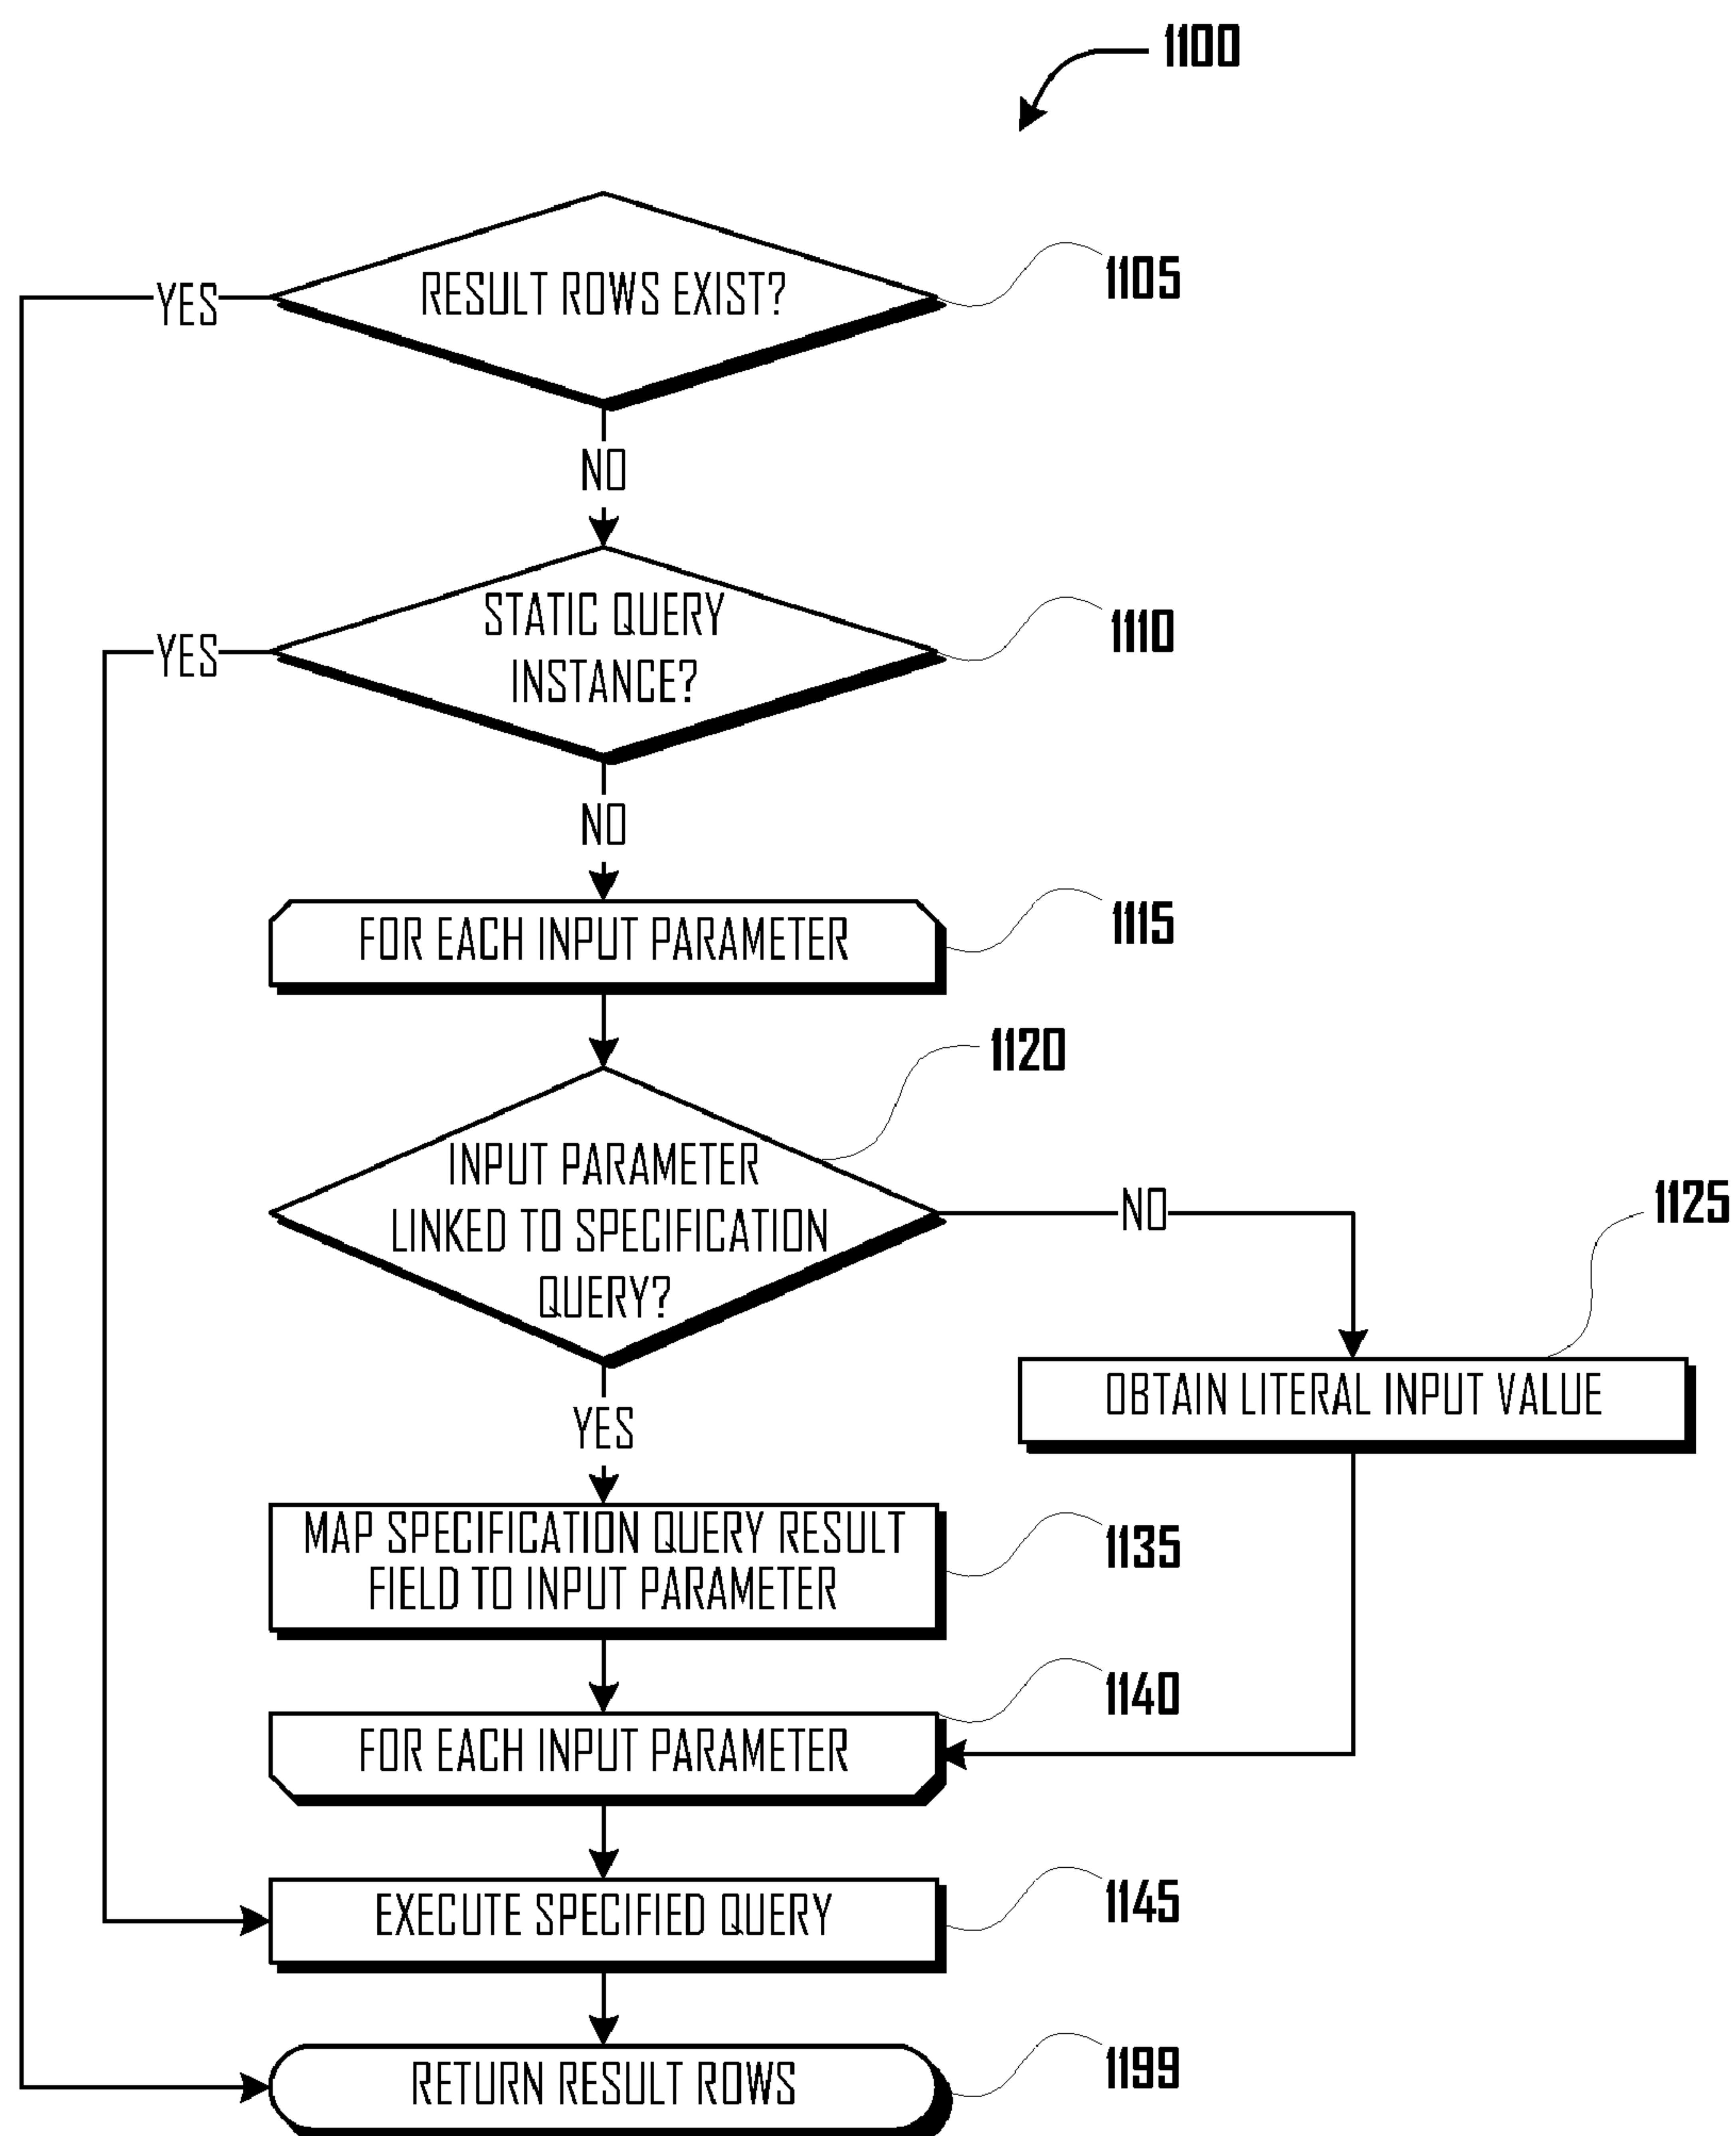 1100
RESULT ROWS EXIST?
1105
YES
NO
STATIC QUERY
INSTANCE?
1110
YES
NO
FOR EACH INPUT PARAMETER
1115
1120
INPUT PARAMETER
LINKED TO SPECIFICATION
QUERY?
NO
1125
OBTAIN LITERAL INPUT VALUE
YES
MAP SPECIFICATION QUERY RESULT
FIELD TO INPUT PARAMETER
1135
1140
FOR EACH INPUT PARAMETER
EXECUTE SPECIFIED QUERY
1145
RETURN RESULT ROWS
1199